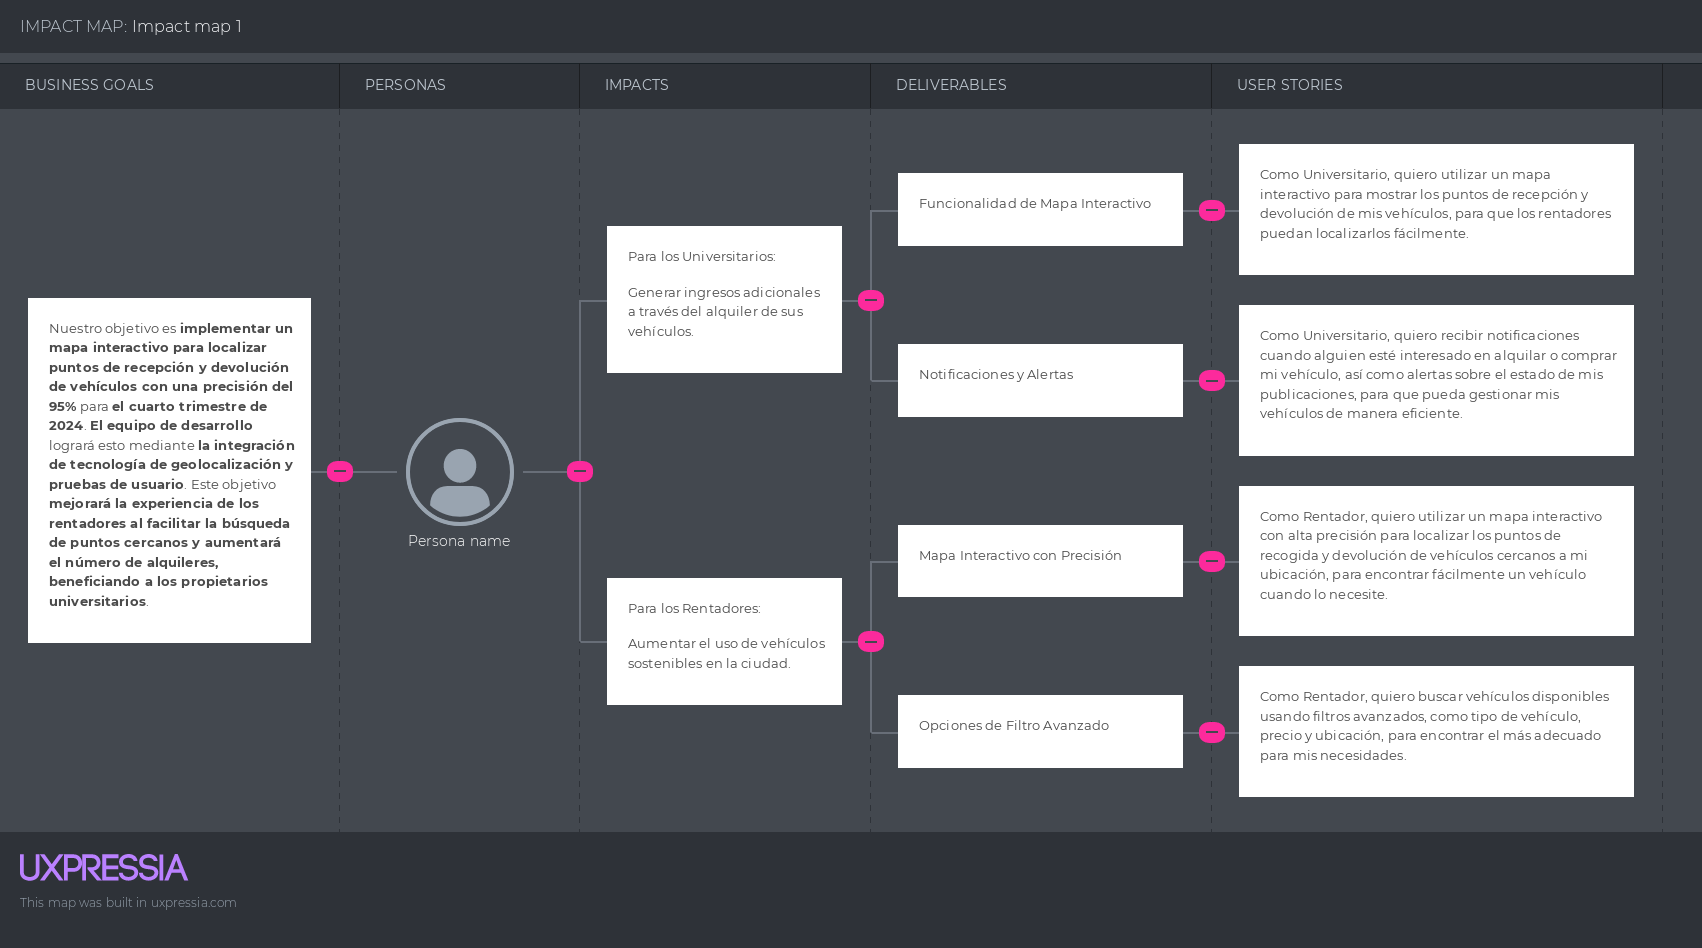 IMPACT MAP: Impact map 1
BUSINESS GOALS
PERSONAS
IMPACTS
DELIVERABLES
USER STORIES
Nuestro objetivo es implementar un
mapa interactivo para localizar
puntos de recepción y devolución
de vehículos con una precisión del
95% para el cuarto trimestre de
2024. El equipo de desarrollo
logrará esto mediante la integración
de tecnología de geolocalización y
pruebas de usuario. Este objetivo
mejorará la experiencia de los
rentadores al facilitar la búsqueda
de puntos cercanos y aumentará
el número de alquileres,
beneficiando a los propietarios
universitarios.
Persona name
Para los Universitarios:
Generar ingresos adicionales
a través del alquiler de sus
vehículos.
Para los Rentadores:
Aumentar el uso de vehículos
sostenibles en la ciudad.
Funcionalidad de Mapa Interactivo
Notificaciones y Alertas
Mapa Interactivo con Precisión
Opciones de Filtro Avanzado
Como Universitario, quiero utilizar un mapa
interactivo para mostrar los puntos de recepción y
devolución de mis vehículos, para que los rentadores
puedan localizarlos fácilmente.
Como Universitario, quiero recibir notificaciones
cuando alguien esté interesado en alquilar o comprar
mi vehículo, así como alertas sobre el estado de mis
publicaciones, para que pueda gestionar mis
vehículos de manera eficiente.
Como Rentador, quiero utilizar un mapa interactivo
con alta precisión para localizar los puntos de
recogida y devolución de vehículos cercanos a mi
ubicación, para encontrar fácilmente un vehículo
cuando lo necesite.
Como Rentador, quiero buscar vehículos disponibles
usando filtros avanzados, como tipo de vehículo,
precio y ubicación, para encontrar el más adecuado
para mis necesidades.
UXPRESSIA
This map was built in uxpressia.com